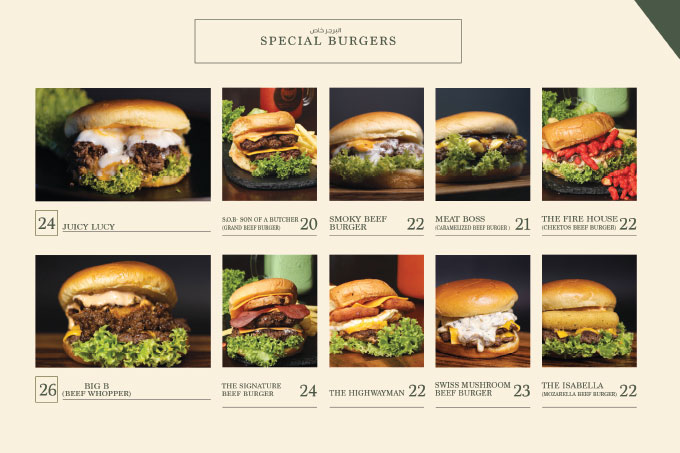 البرجر خاص
SPECIAL BURGERS
24 JUICY LUCY
S.O.B- SON OF A BUTCHER 20
(GRAND BEEF BURGER)
SMOKY BEEF
BURGER 22
MEAT BOSS 21
(CARAMELIZED BEEF BURGER )
THE FIRE HOUSE 22
(CHEETOS BEEF BURGER)
26 BIG B
(BEEF WHOPPER)
THE SIGNATURE
BEEF BURGER 24
THE HIGHWAYMAN 22
SWISS MUSHROOM
BEEF BURGER 23
THE ISABELLA 22
(MOZARELLA BEEF BURGER)